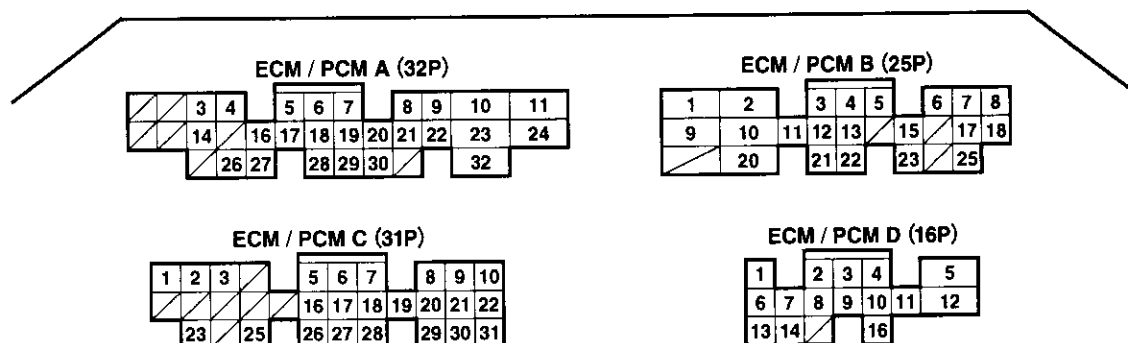 ECM / PCM A (32P)
3 4 5 6 7 8 9 10 11
14 16 17 18 19 20 21 22 23 24
26 27 28 29 30 32
ECM / PCM B (25P)
1 2 3 4 5 6 7 8
9 10 11 12 13 15 17 18
20 21 22 23 25
ECM / PCM C (31P)
1 2 3 5 6 7 8 9 10
16 17 18 19 20 21 22
23 25 26 27 28 29 30 31
ECM / PCM D (16P)
1 2 3 4 5
6 7 8 9 10 11 12
13 14 16